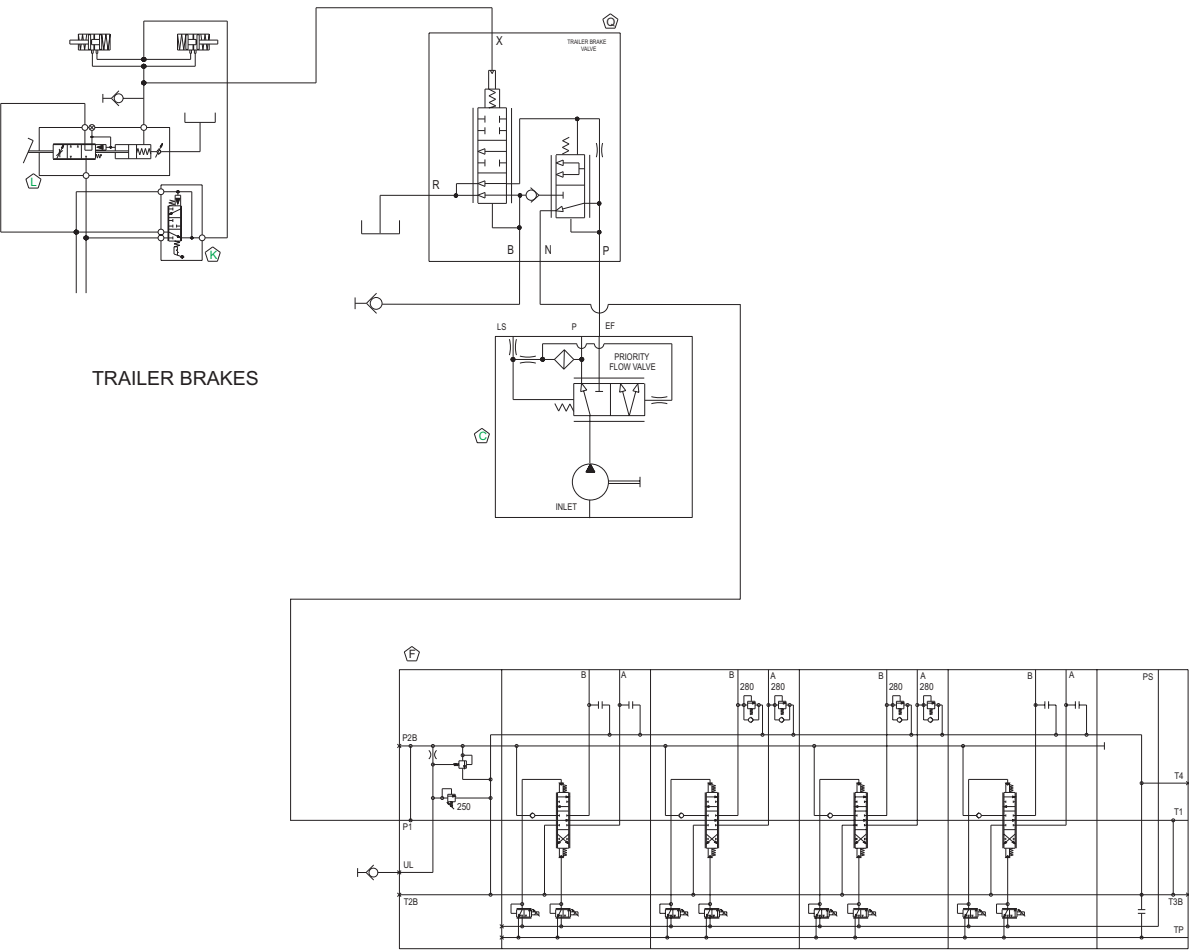 Q
X
TRAILER BRAKE
VALVE
L
R
K
B
N
P
LS
P
EF
PRIORITY
FLOW VALVE
TRAILER BRAKES
C
INLET
F
B
A
B
A
B
A
B
A
PS
280
280
280
280
P2B
T4
250
T1
P1
UL
T2B
T3B
TP